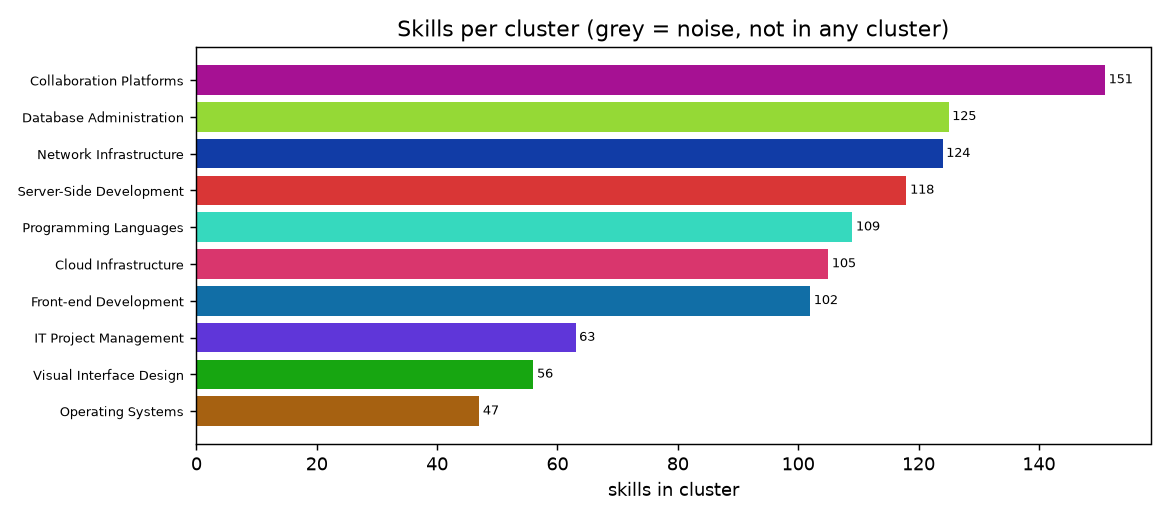 Skills per cluster (grey = noise, not in any cluster)
Collaboration Platforms 151
Database Administration 125
Network Infrastructure 124
Server-Side Development 118
Programming Languages 109
Cloud Infrastructure 105
Front-end Development 102
IT Project Management 63
Visual Interface Design 56
Operating Systems 47
0 20 40 60 80 100 120 140
skills in cluster